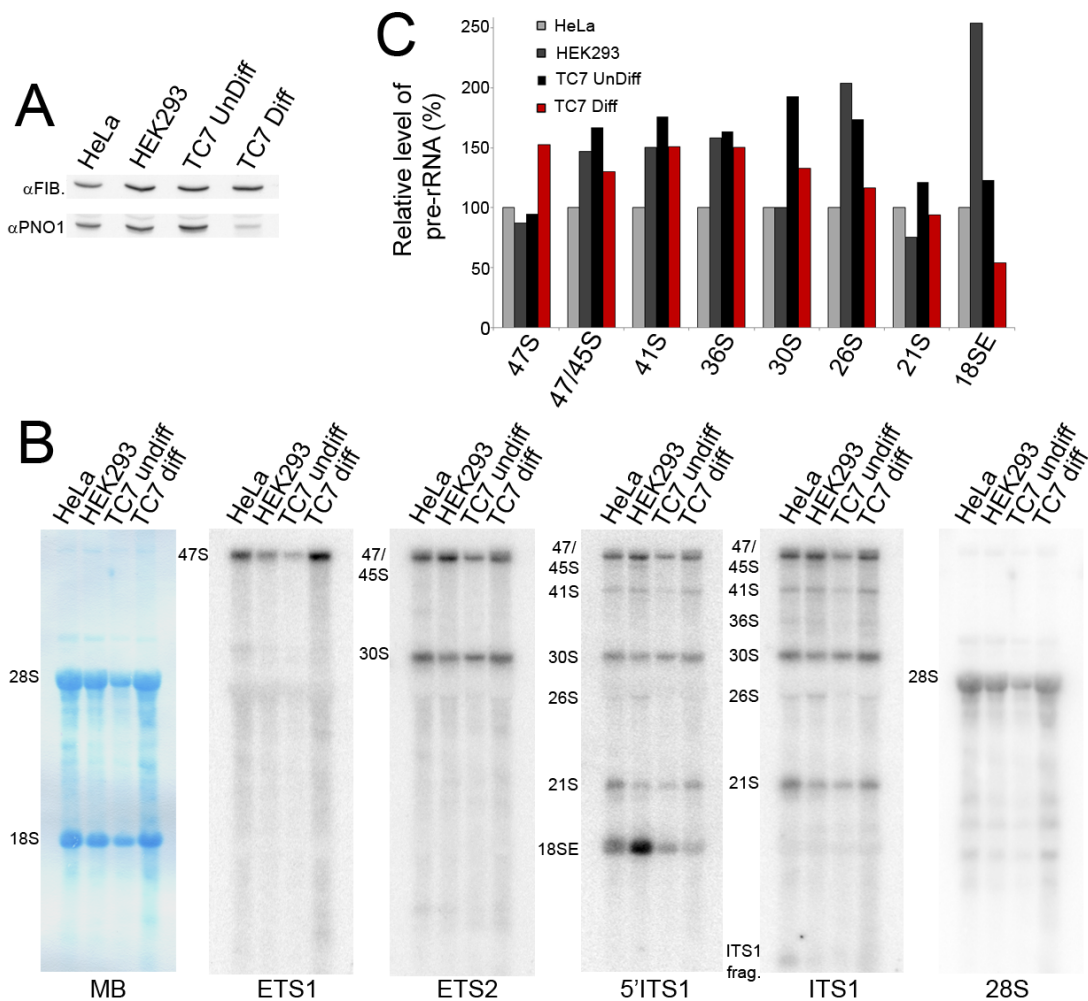 A
HeLa
HEK293
TC7 UnDiff
TC7 Diff
αFIB.
αPNO1
C
HeLa
HEK293
TC7 UnDiff
TC7 Diff
Relative level of
pre-rRNA (%)
250
200
150
100
50
0
47S
47/45S
41S
36S
30S
26S
21S
18SE
B
HeLa
HEK293
TC7 undiff
TC7 diff
28S
18S
MB
HeLa
HEK293
TC7 undiff
TC7 diff
47S
ETS1
HeLa
HEK293
TC7 undiff
TC7 diff
47/
45S
30S
ETS2
HeLa
HEK293
TC7 undiff
TC7 diff
47/
45S
41S
30S
26S
21S
18SE
5'ITS1
HeLa
HEK293
TC7 undiff
TC7 diff
47/
45S
41S
36S
30S
26S
21S
ITS1
frag.
ITS1
HeLa
HEK293
TC7 undiff
TC7 diff
28S
28S